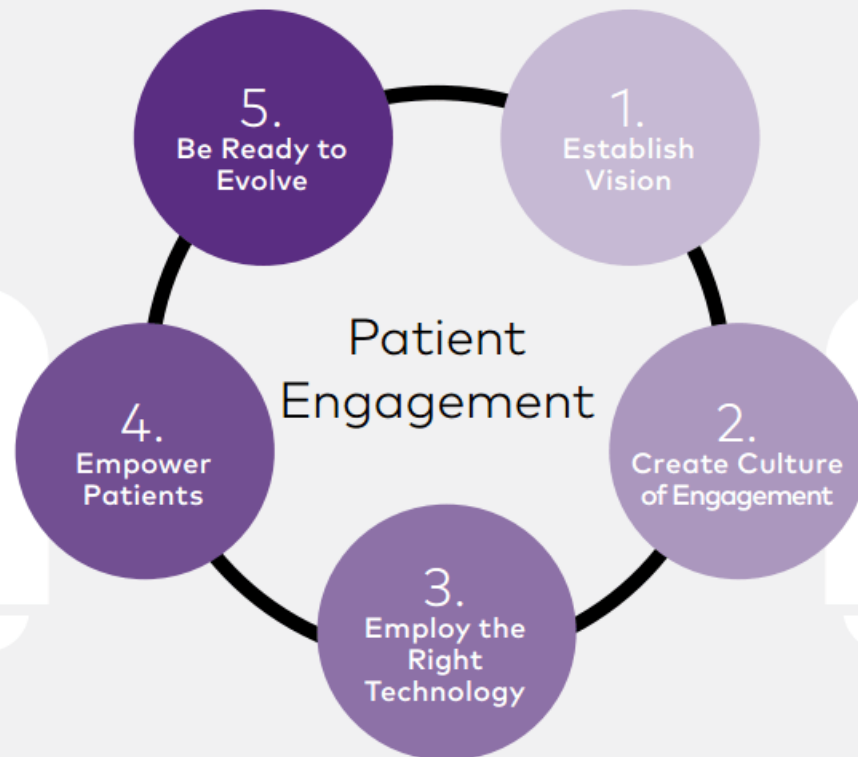 Patient
Engagement
1.
Establish
Vision
2.
Create Culture
of Engagement
3.
Employ the
Right
Technology
4.
Empower
Patients
5.
Be Ready to
Evolve